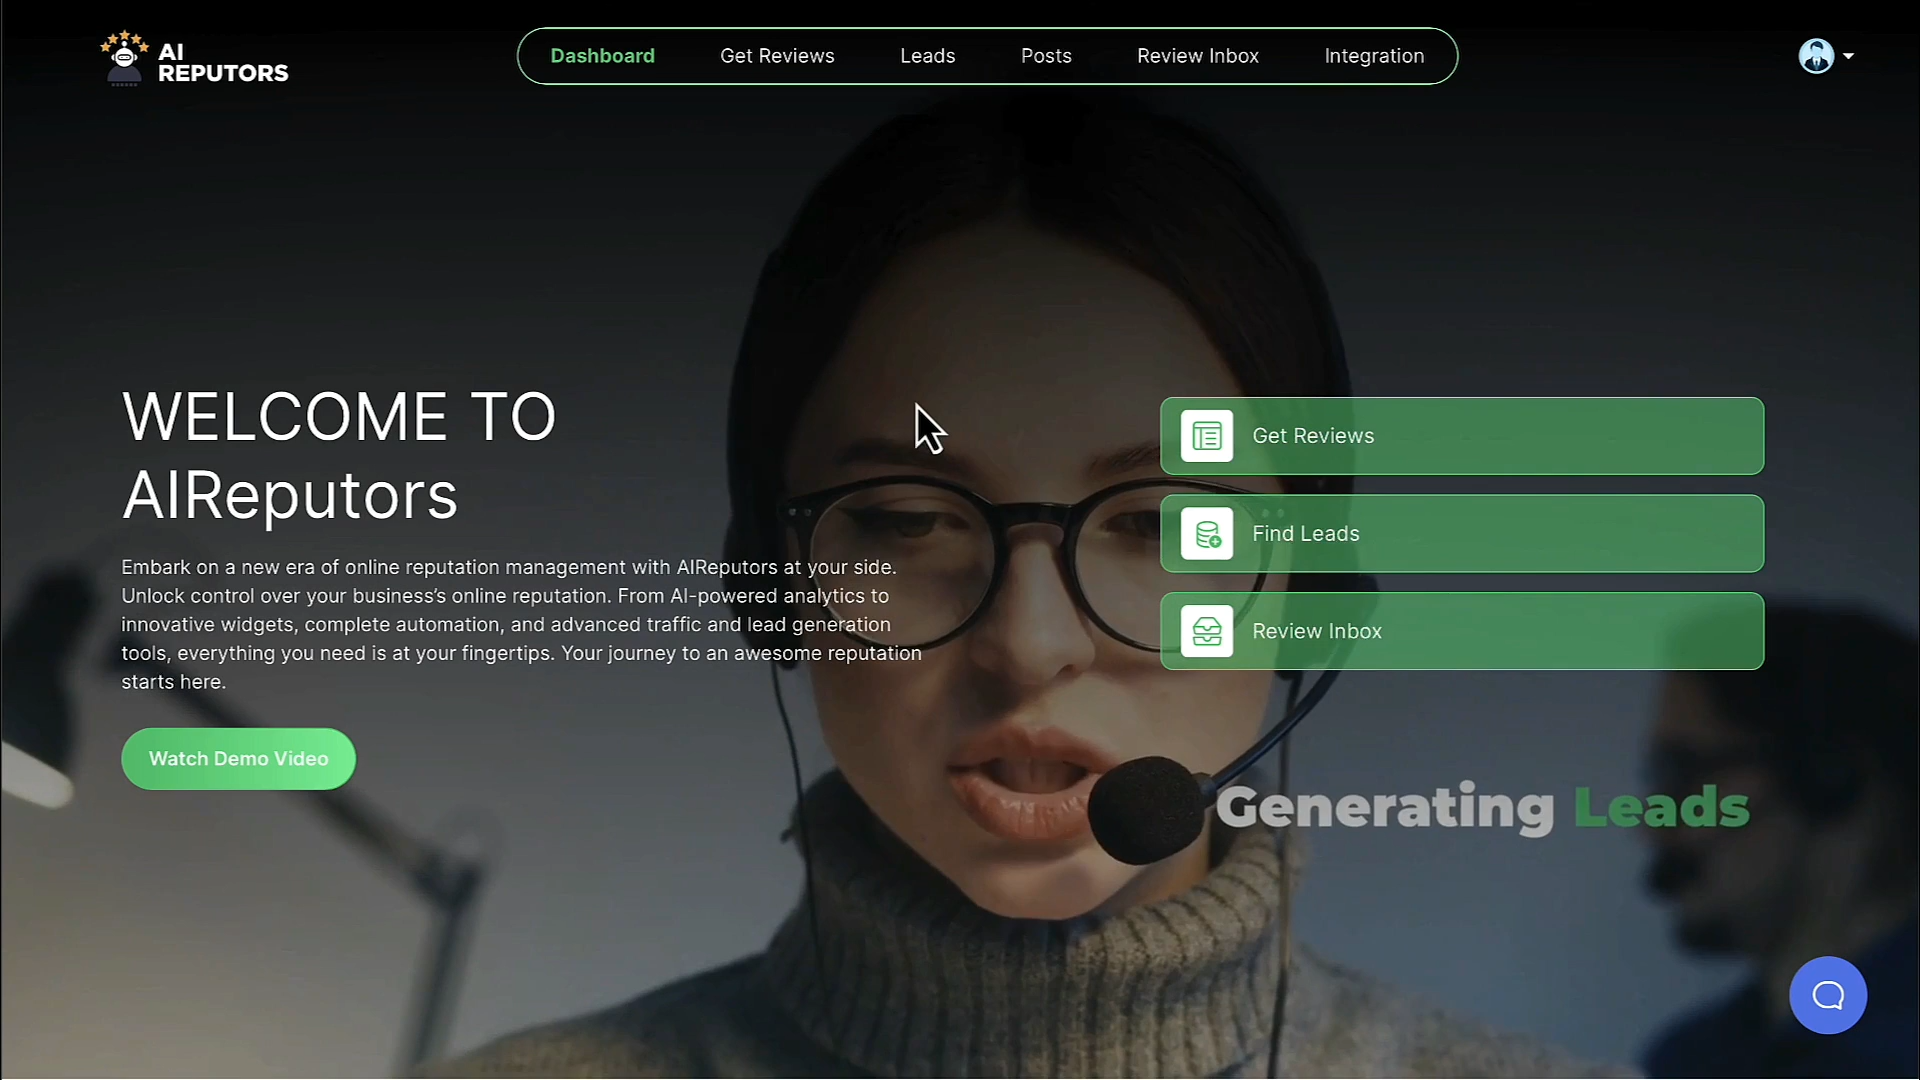 AI
REPUTORS
Dashboard
Get Reviews
Leads
Posts
Review Inbox
Integration
WELCOME TO
AIReputors
Embark on a new era of online reputation management with AIReputors at your side.
Unlock control over your business's online reputation. From AI-powered analytics to
innovative widgets, complete automation, and advanced traffic and lead generation
tools, everything you need is at your fingertips. Your journey to an awesome reputation
starts here.
Watch Demo Video
Get Reviews
Find Leads
Review Inbox
Generating Leads